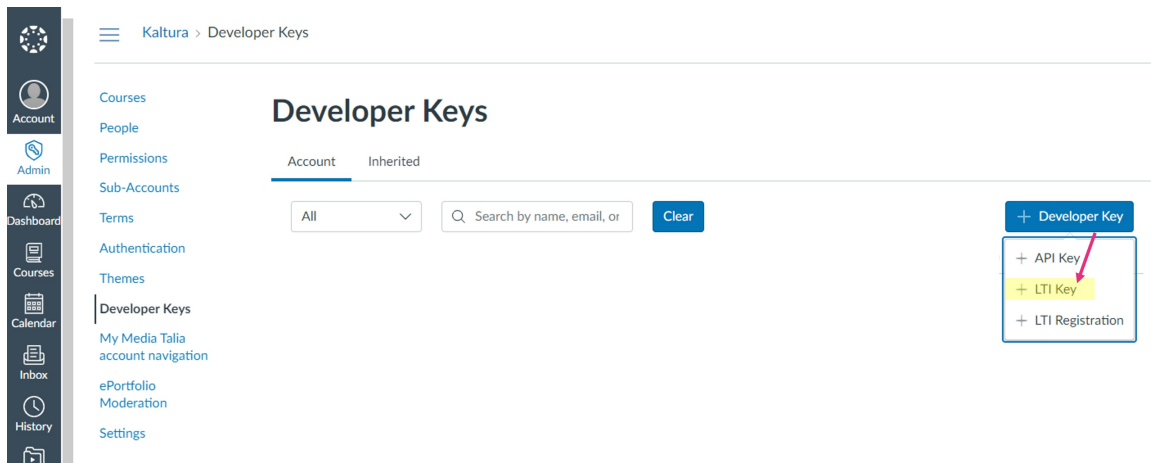 Kaltura > Developer Keys
Account
Admin
Dashboard
Courses
Calendar
Inbox
History
Courses
People
Permissions
Sub-Accounts
Terms
Authentication
Themes
Developer Keys
My Media Talia
account navigation
ePortfolio
Moderation
Settings
Developer Keys
Account Inherited
All Search by name, email, or Clear + Developer Key
+ API Key
+ LTI Key
+ LTI Registration